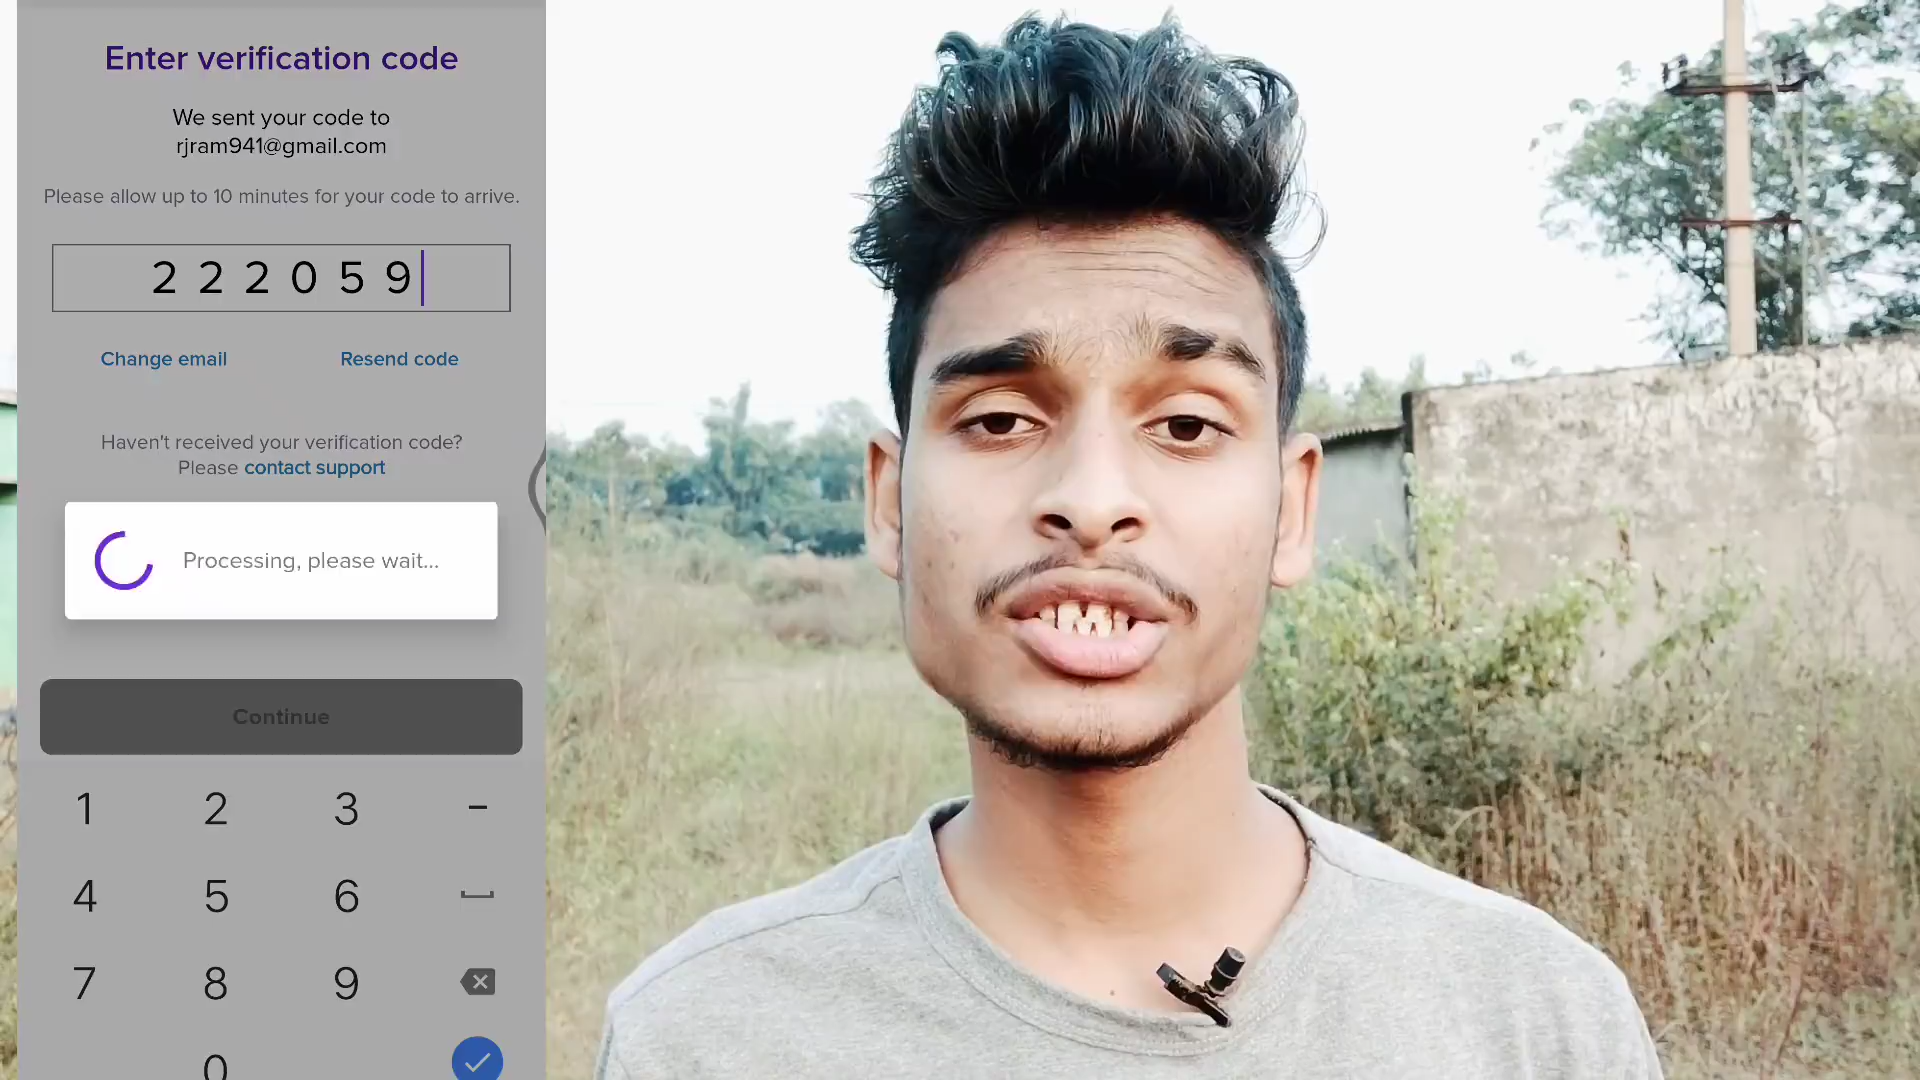 Enter verification code
We sent your code to
rjram941@gmail.com
Please allow up to 10 minutes for your code to arrive.
2 2 2 0 5 9
Change email Resend code
Haven't received your verification code?
Please contact support
Processing, please wait...
Continue
1 2 3 -
4 5 6
7 8 9
0